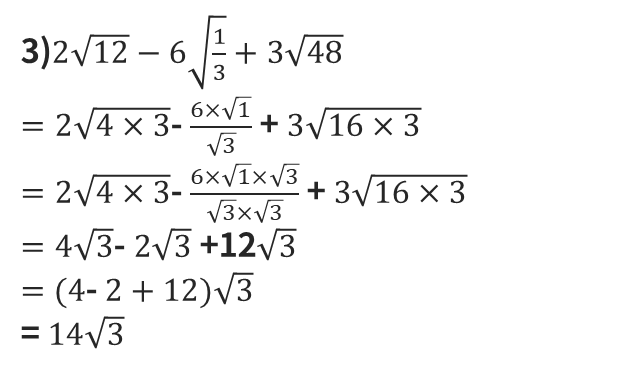 3)2√12 − 6√(1/3) + 3√48
= 2√(4 × 3)- (6×√1)/(√3) + 3√(16 × 3)
= 2√(4 × 3)- (6×√1×√3)/(√3×√3) + 3√(16 × 3)
= 4√3- 2√3 +12√3
= (4- 2 + 12)√3
= 14√3